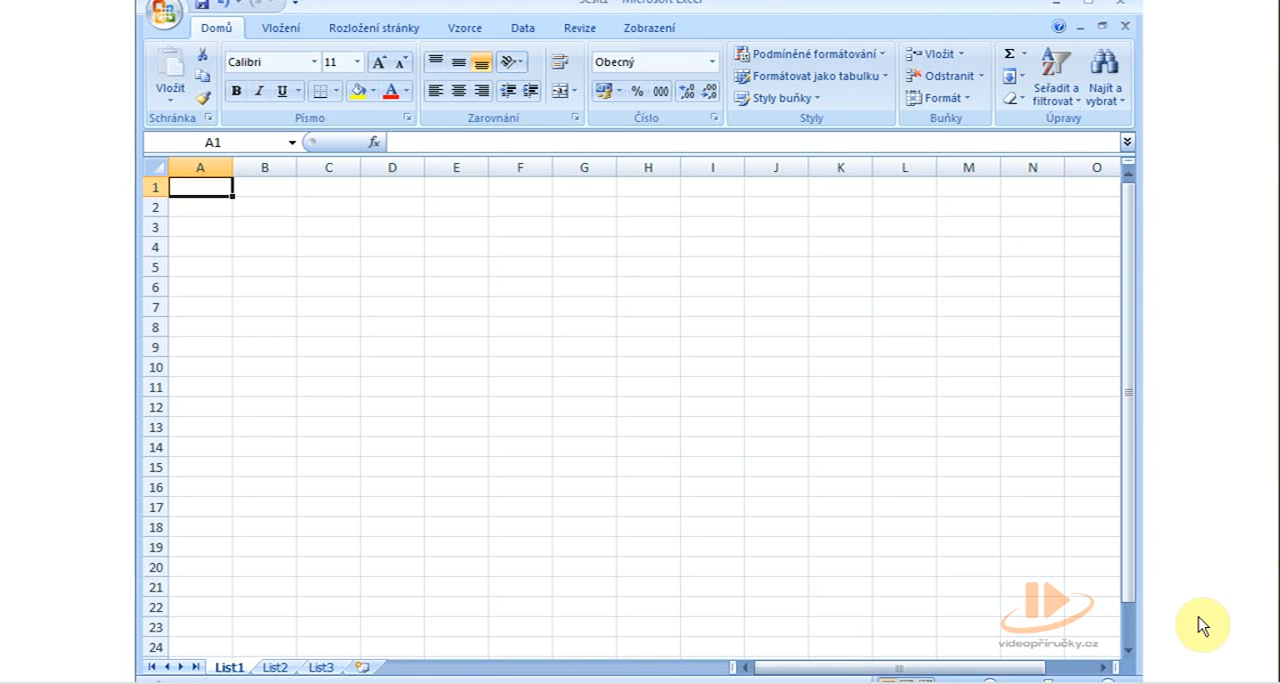 Microsoft Excel
Domů Vložení Rozložení stránky Vzorce Data Revize Zobrazení
Vložit
Schránka
Calibri 11
B I U A
Písmo
Zarovnání
Obecný
% 000
Číslo
Podmíněné formátování
Formátovat jako tabulku
Styly buňky
Styly
Vložit
Odstranit
Formát
Buňky
Σ
Seřadit a filtrovat
Najít a vybrat
Úpravy
A1 fx
A B C D E F G H I J K L M N O
1
2
3
4
5
6
7
8
9
10
11
12
13
14
15
16
17
18
19
20
21
22
23
24
videopříručky.cz
List1 List2 List3